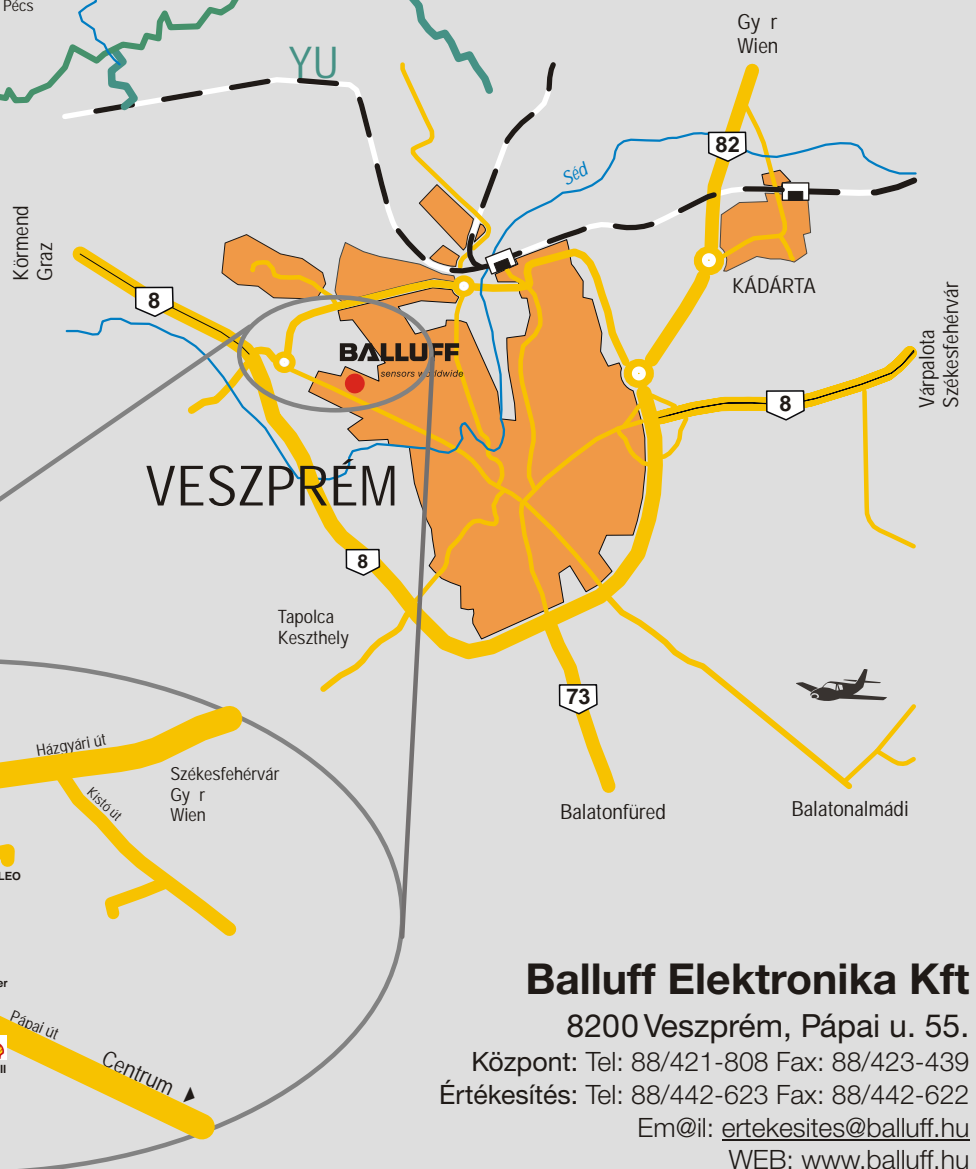 Pécs
Gy r
Wien
YU
82
Séd
Körmend
Graz
8
KÁDÁRTA
Várpalota
Székesfehérvár
BALLUFF
sensors worldwide
8
VESZPRÉM
8
Tapolca
Keszthely
73
Balatonfüred
Balatonalmádi
Házgyári út
Székesfehérvár
Gy r
Wien
Kistó út
LEO
er
Pápai út
ll
Centrum
Balluff Elektronika Kft
8200 Veszprém, Pápai u. 55.
Központ: Tel: 88/421-808 Fax: 88/423-439
Értékesítés: Tel: 88/442-623 Fax: 88/442-622
Em@il: ertekesites@balluff.hu
WEB: www.balluff.hu